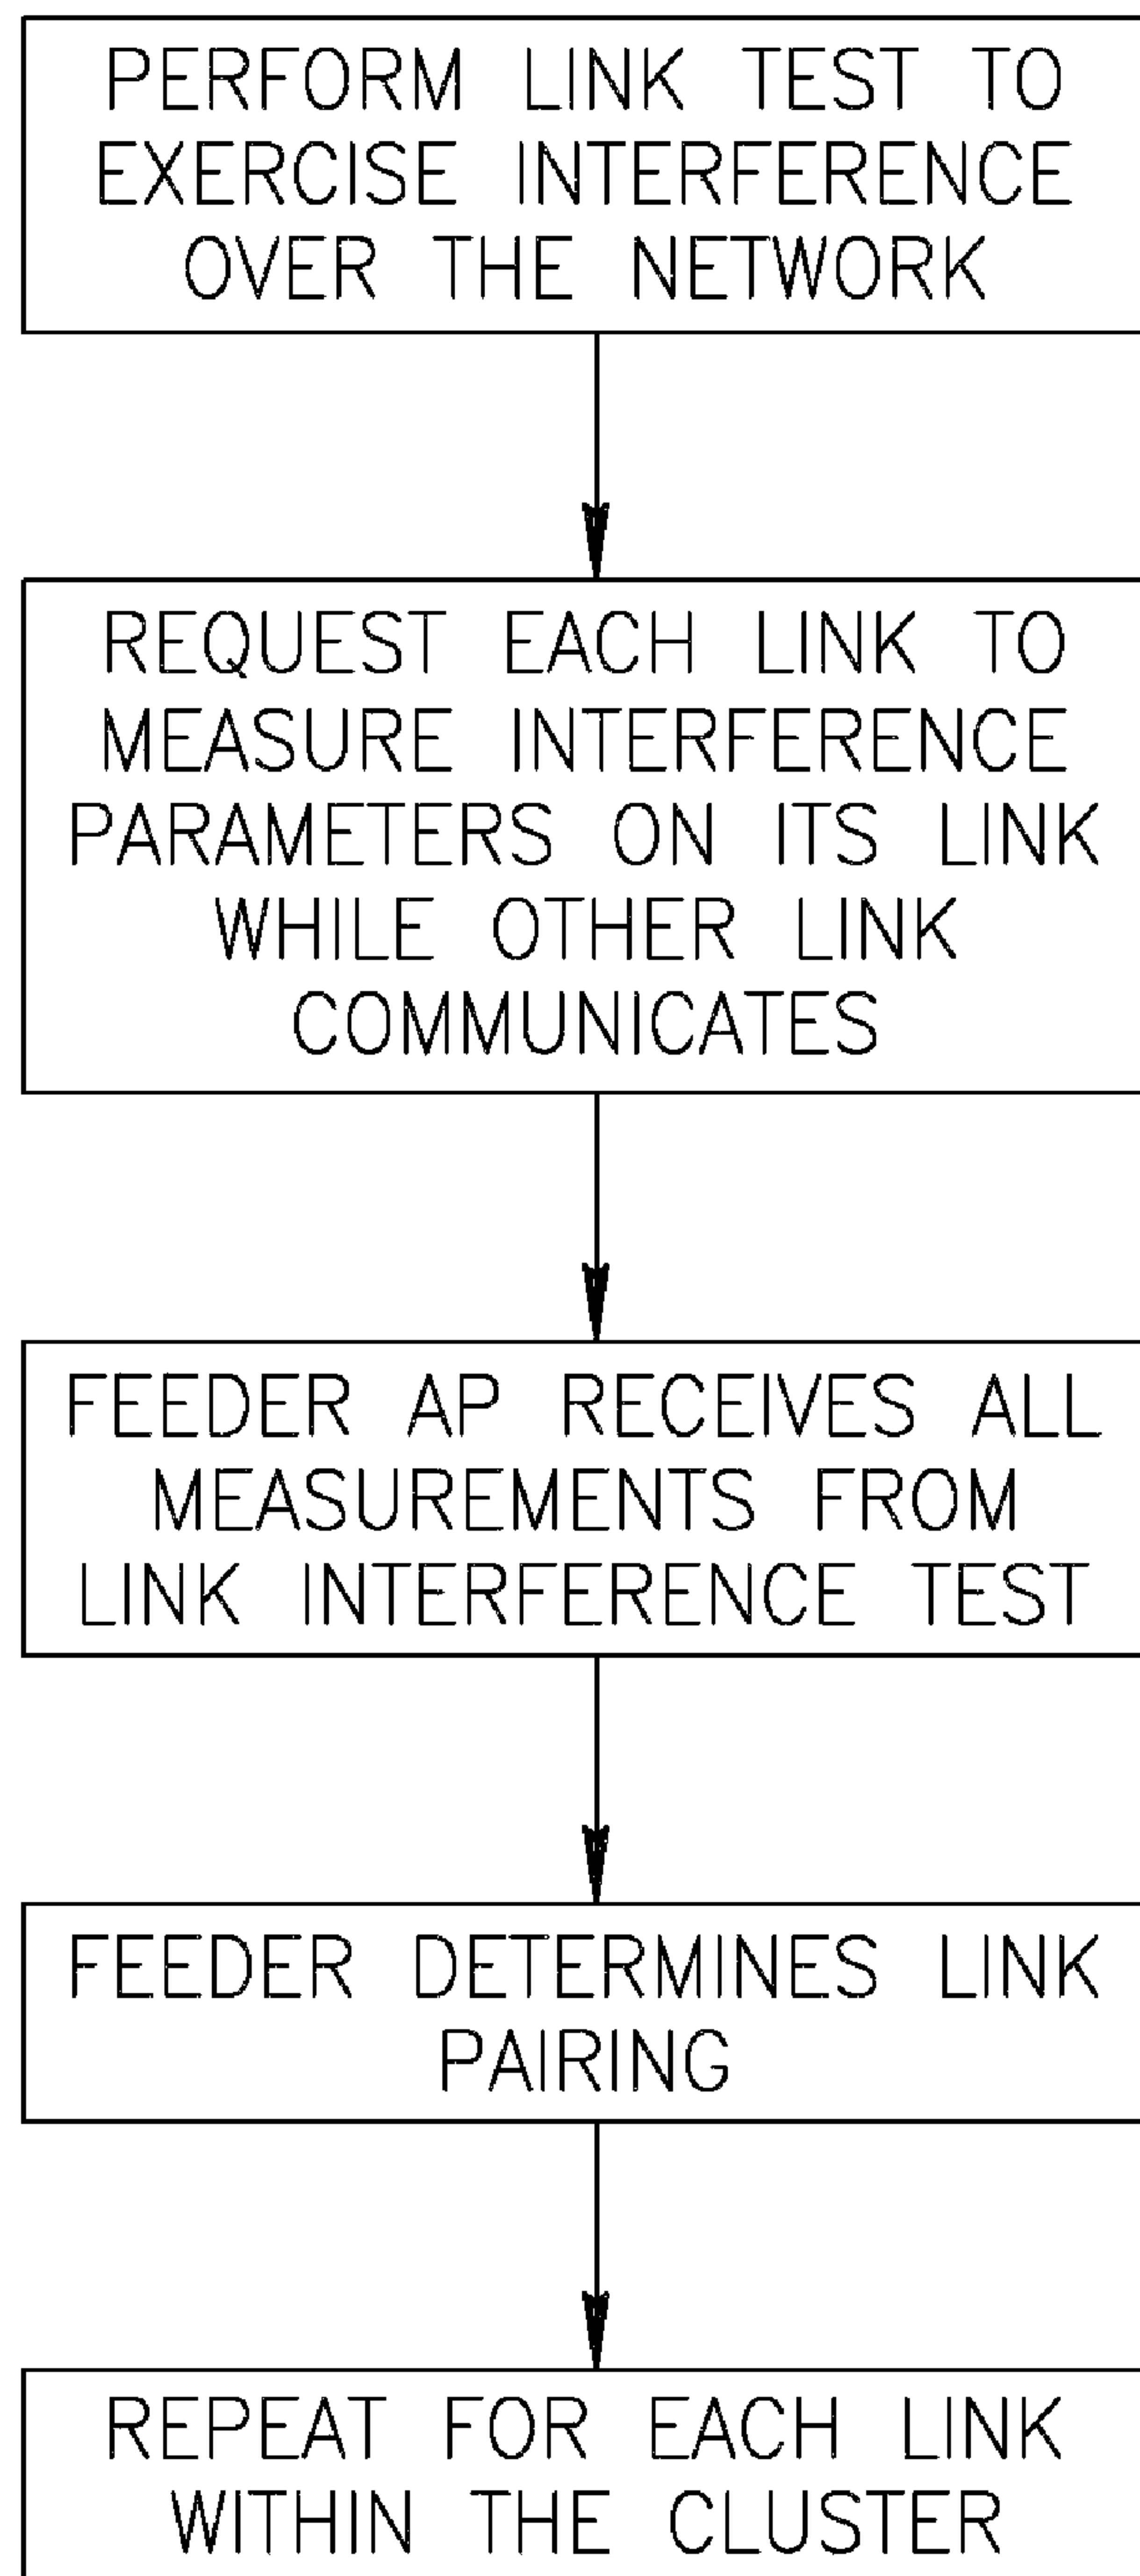 PERFORM LINK TEST TO
EXERCISE INTERFERENCE
OVER THE NETWORK
REQUEST EACH LINK TO
MEASURE INTERFERENCE
PARAMETERS ON ITS LINK
WHILE OTHER LINK
COMMUNICATES
FEEDER AP RECEIVES ALL
MEASUREMENTS FROM
LINK INTERFERENCE TEST
FEEDER DETERMINES LINK
PAIRING
REPEAT FOR EACH LINK
WITHIN THE CLUSTER